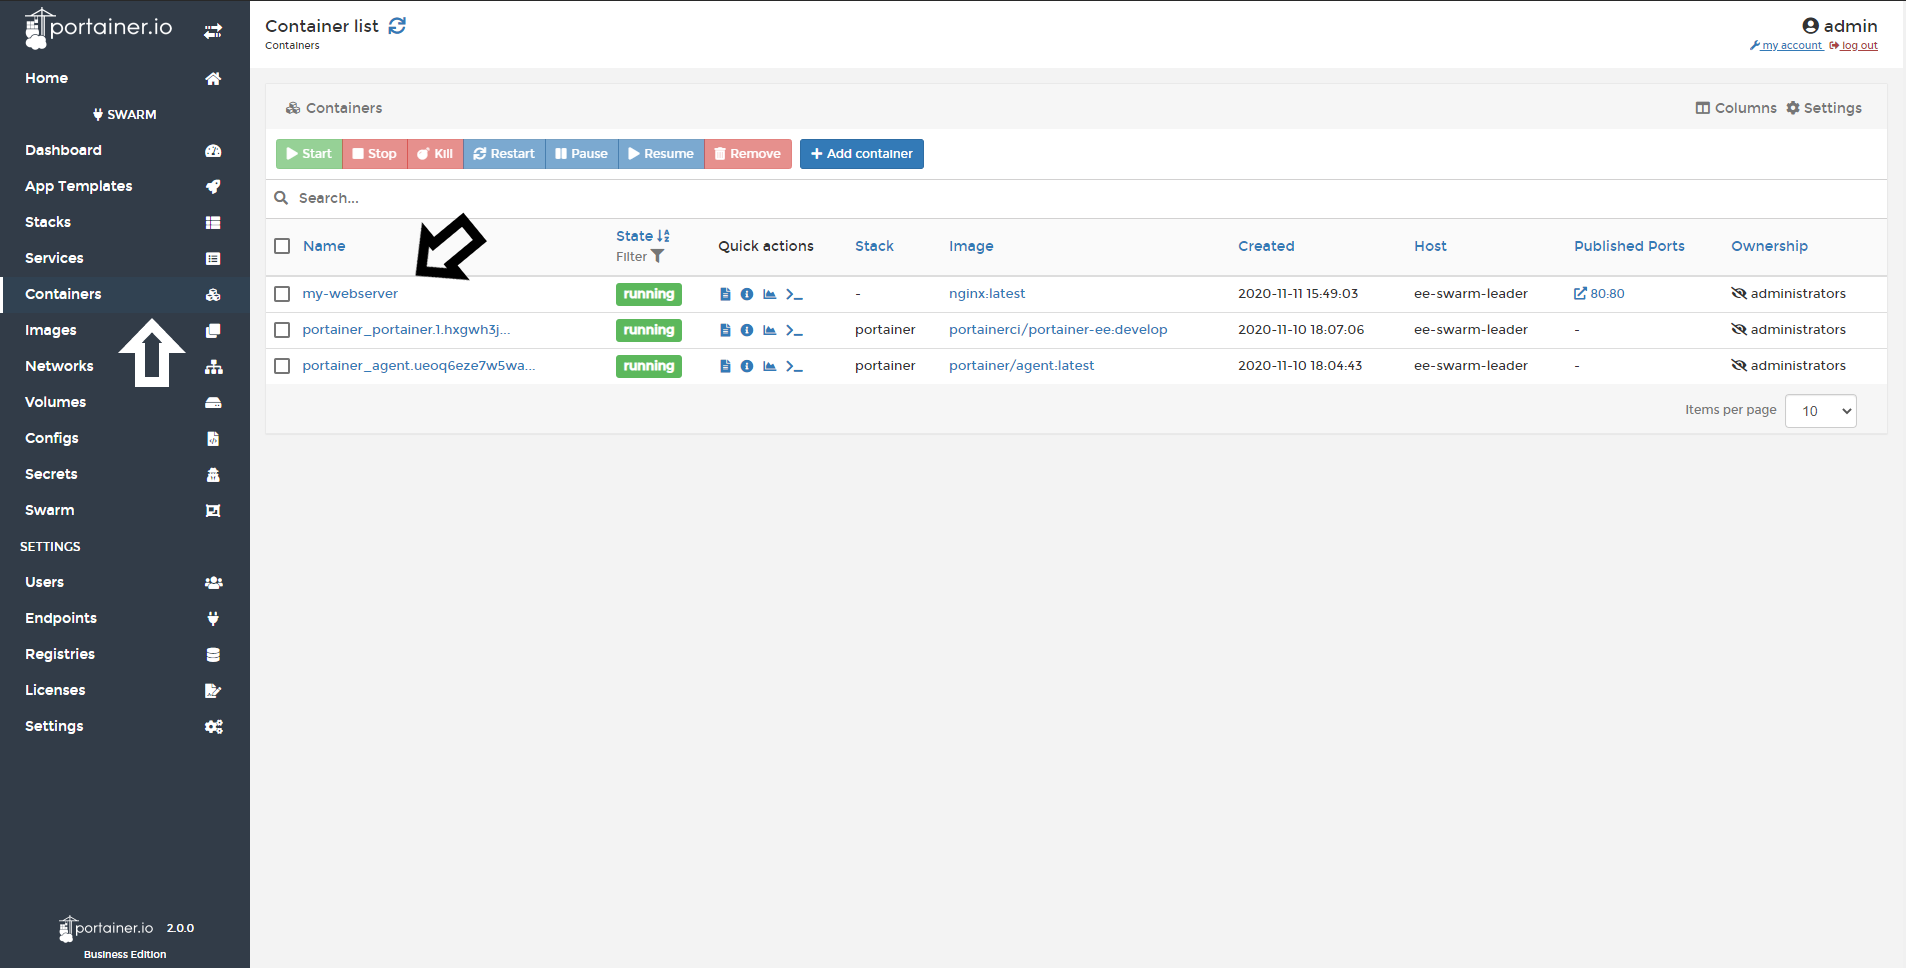 portainer.io
Home
SWARM
Dashboard
App Templates
Stacks
Services
Containers
Images
Networks
Volumes
Configs
Secrets
Swarm
SETTINGS
Users
Endpoints
Registries
Licenses
Settings
portainer.io 2.0.0
Business Edition
Container list
Containers
admin
my account log out
Containers
Columns Settings
Start Stop Kill Restart Pause Resume Remove Add container
Search...
Name State Filter Quick actions Stack Image Created Host Published Ports Ownership
my-webserver running - nginx:latest 2020-11-11 15:49:03 ee-swarm-leader 80:80 administrators
portainer_portainer.1.hxgwh3j... running portainer portainerci/portainer-ee:develop 2020-11-10 18:07:06 ee-swarm-leader - administrators
portainer_agent.ueoq6eze7w5wa... running portainer portainer/agent:latest 2020-11-10 18:04:43 ee-swarm-leader - administrators
Items per page 10